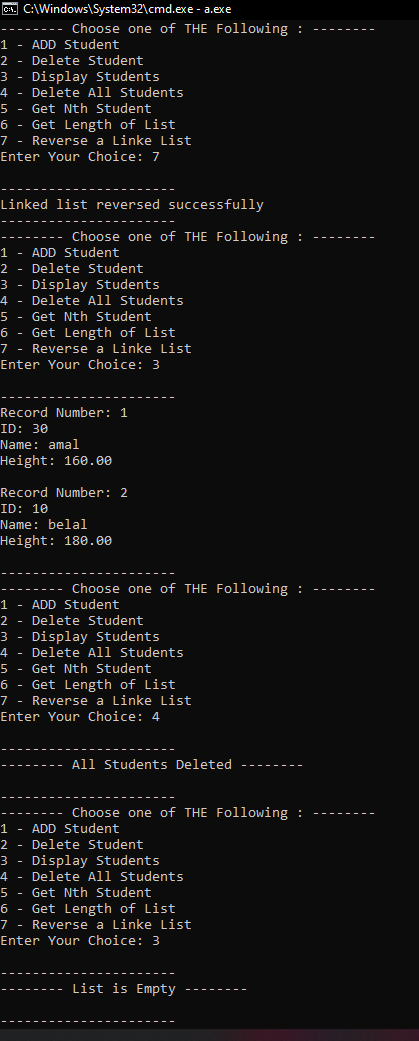 C:\Windows\System32\cmd.exe - a.exe
-------- Choose one of THE Following : --------
1 - ADD Student
2 - Delete Student
3 - Display Students
4 - Delete All Students
5 - Get Nth Student
6 - Get Length of List
7 - Reverse a Linke List
Enter Your Choice: 7
----------------------
Linked list reversed successfully
----------------------
-------- Choose one of THE Following : --------
1 - ADD Student
2 - Delete Student
3 - Display Students
4 - Delete All Students
5 - Get Nth Student
6 - Get Length of List
7 - Reverse a Linke List
Enter Your Choice: 3
----------------------
Record Number: 1
ID: 30
Name: amal
Height: 160.00
Record Number: 2
ID: 10
Name: belal
Height: 180.00
----------------------
-------- Choose one of THE Following : --------
1 - ADD Student
2 - Delete Student
3 - Display Students
4 - Delete All Students
5 - Get Nth Student
6 - Get Length of List
7 - Reverse a Linke List
Enter Your Choice: 4
----------------------
-------- All Students Deleted --------
----------------------
-------- Choose one of THE Following : --------
1 - ADD Student
2 - Delete Student
3 - Display Students
4 - Delete All Students
5 - Get Nth Student
6 - Get Length of List
7 - Reverse a Linke List
Enter Your Choice: 3
----------------------
-------- List is Empty --------
----------------------